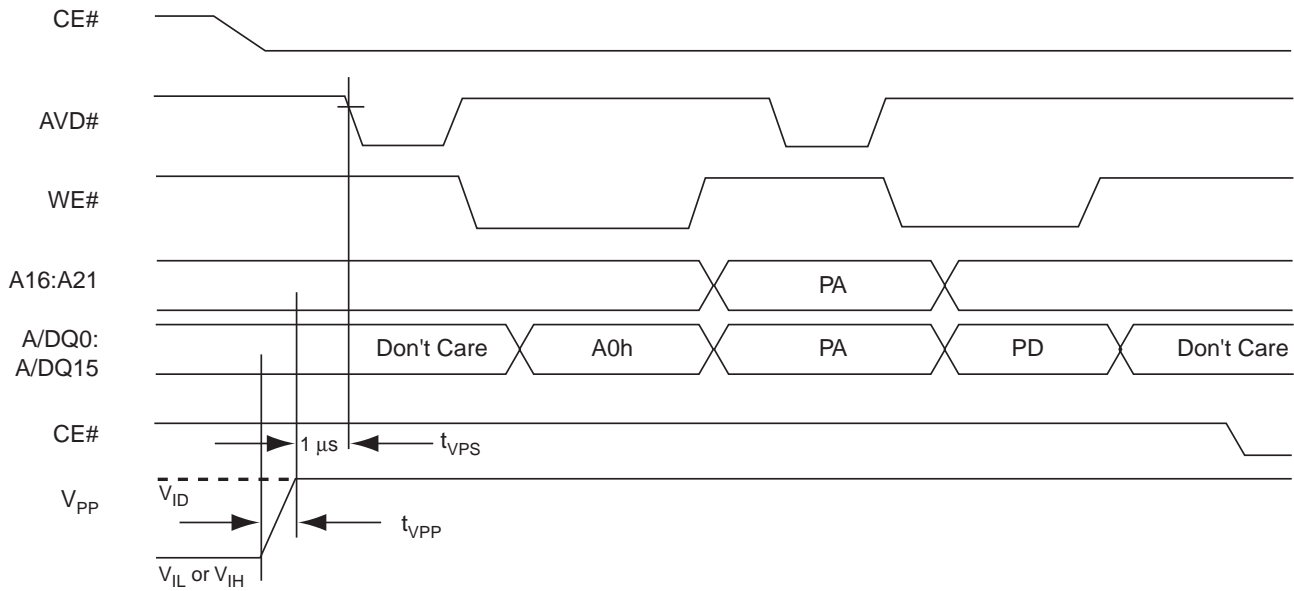 CE#
AVD#
WE#
A16:A21
PA
A/DQ0:
A/DQ15
Don't Care
A0h
PA
PD
Don't Care
CE#
1 μs
tVPS
VPP
VID
tVPP
VIL or VIH